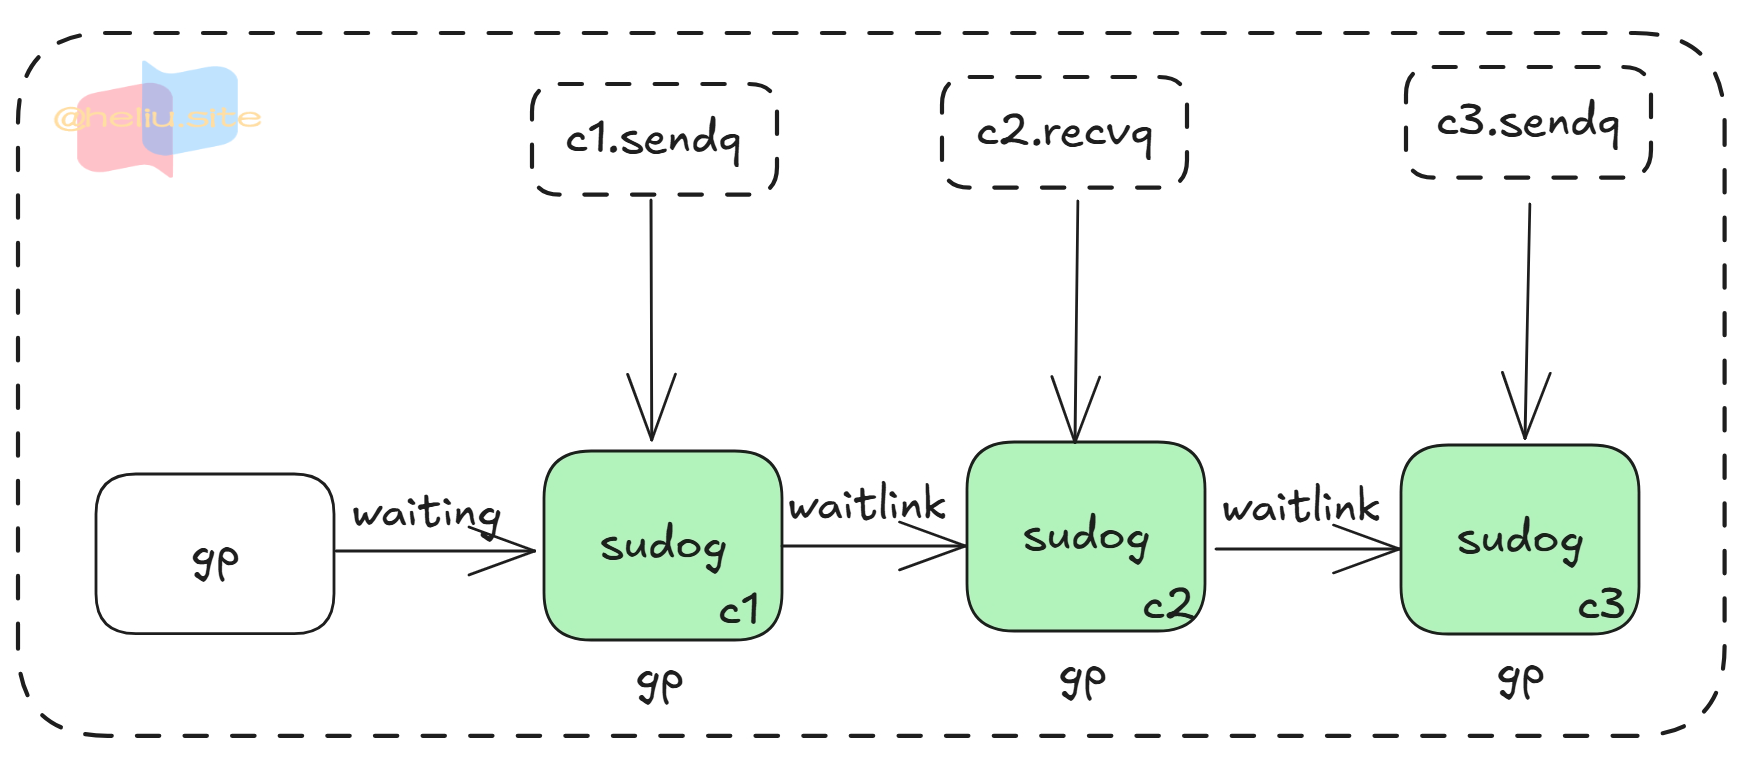 @heliu.site
c1.sendq
c2.recvq
c3.sendq
waiting
waitlink
waitlink
gp
sudog
c1
sudog
c2
sudog
c3
gp
gp
gp